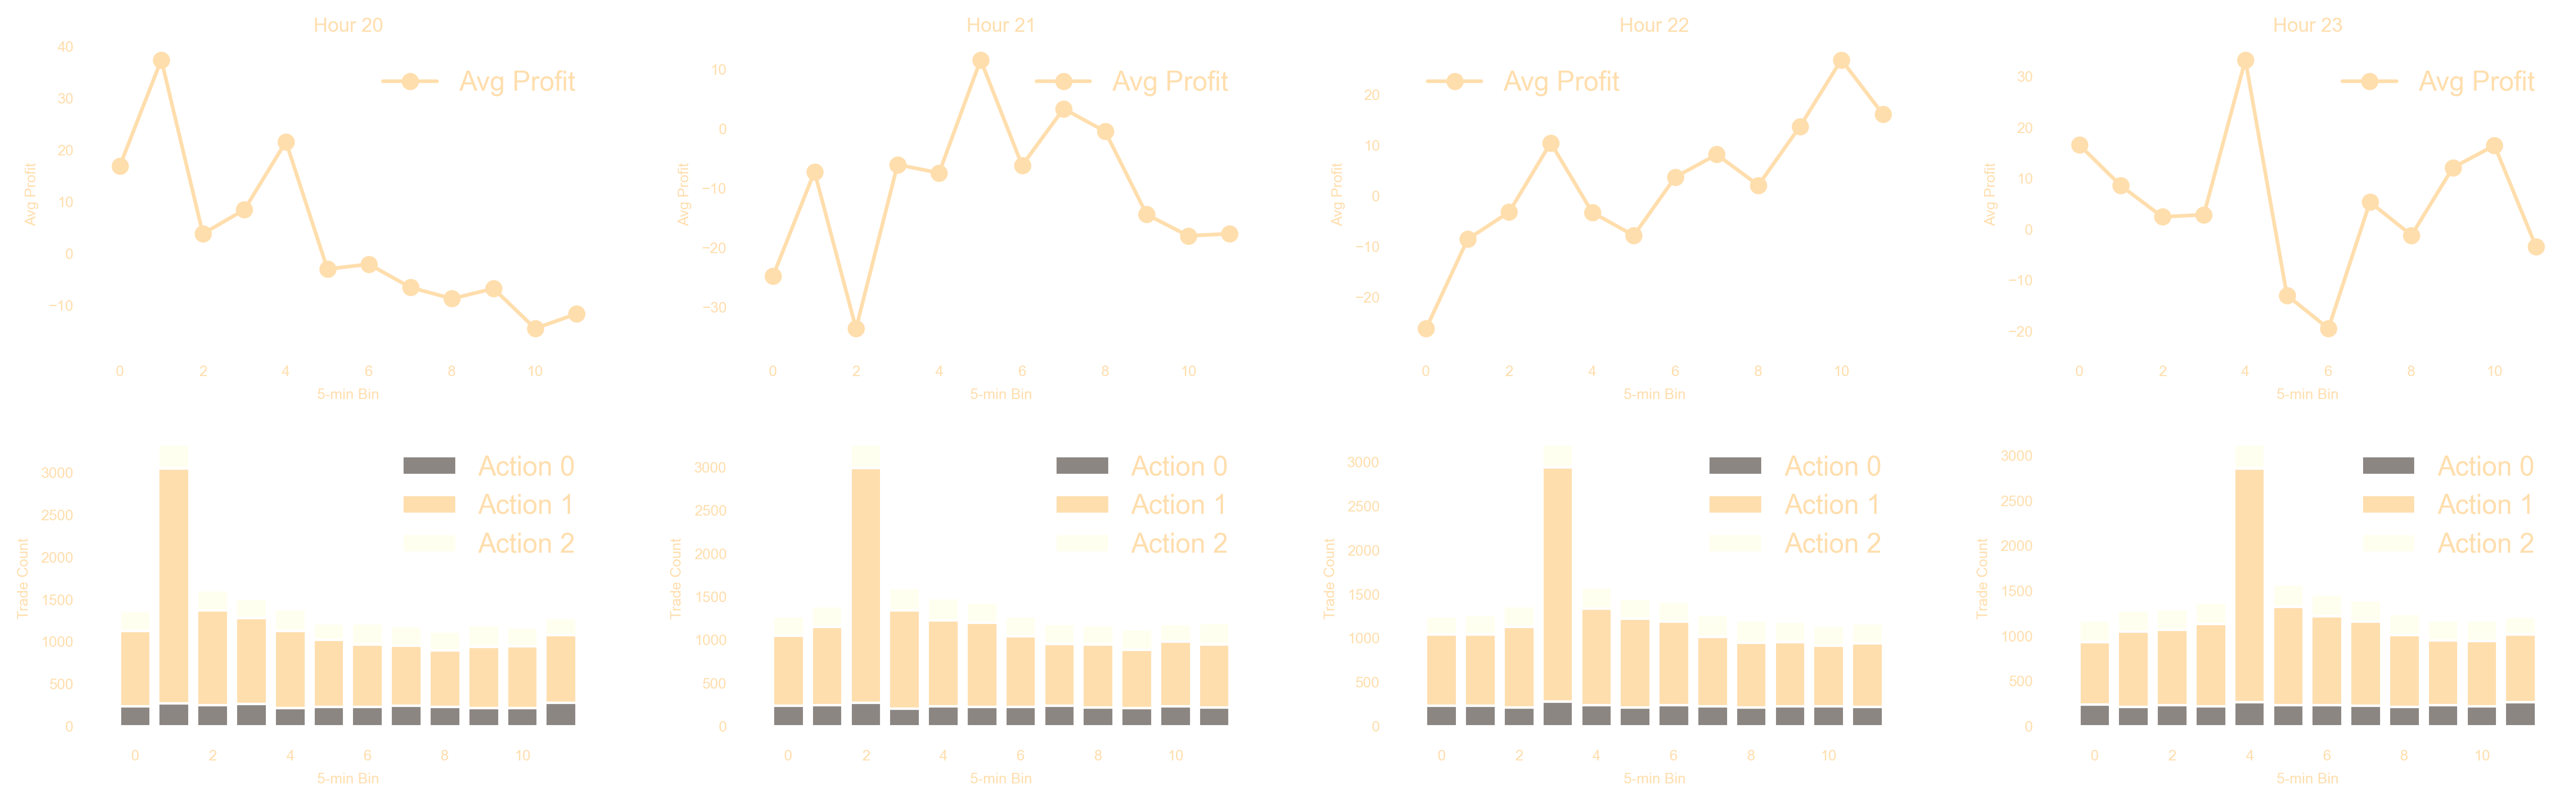 Hour 20
40
30
20
10
0
−10
Avg Profit
Avg Profit
0 2 4 6 8 10
5-min Bin
Hour 21
10
0
−10
−20
−30
Avg Profit
Avg Profit
0 2 4 6 8 10
5-min Bin
Hour 22
20
10
0
−10
−20
Avg Profit
Avg Profit
0 2 4 6 8 10
5-min Bin
Hour 23
30
20
10
0
−10
−20
Avg Profit
Avg Profit
0 2 4 6 8 10
5-min Bin
3000
2500
2000
1500
1000
500
0
Trade Count
Action 0
Action 1
Action 2
0 2 4 6 8 10
5-min Bin
3000
2500
2000
1500
1000
500
0
Trade Count
Action 0
Action 1
Action 2
0 2 4 6 8 10
5-min Bin
3000
2500
2000
1500
1000
500
0
Trade Count
Action 0
Action 1
Action 2
0 2 4 6 8 10
5-min Bin
3000
2500
2000
1500
1000
500
0
Trade Count
Action 0
Action 1
Action 2
0 2 4 6 8 10
5-min Bin